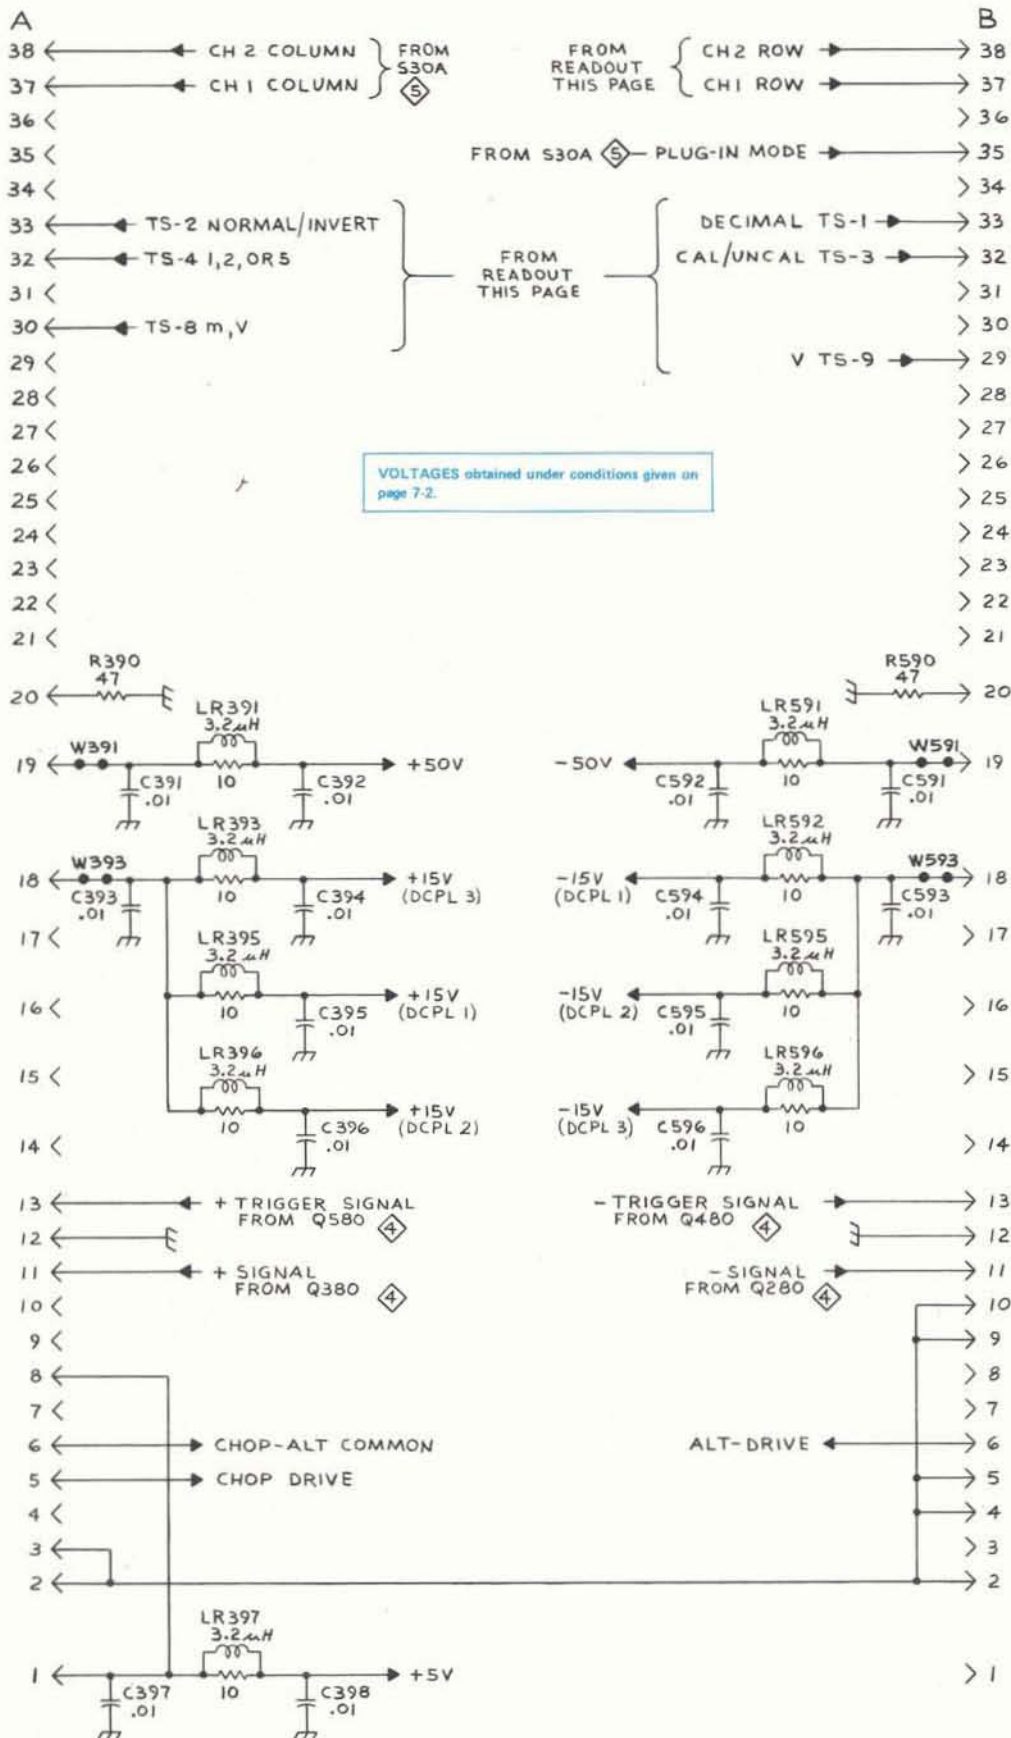 A
B
38 CH 2 COLUMN
37 CH 1 COLUMN
FROM
S30A
5
FROM
READOUT
THIS PAGE
CH2 ROW 38
CH1 ROW 37
36
36
35
FROM S30A 5 PLUG-IN MODE 35
34
34
33 TS-2 NORMAL/INVERT
DECIMAL TS-1 33
32 TS-4 1,2, OR 5
CAL/UNCAL TS-3 32
FROM
READOUT
THIS PAGE
31
31
30 TS-8 m,V
30
29
V TS-9 29
28
28
27
27
26
26
VOLTAGES obtained under conditions given on
page 7-2.
25
25
24
24
23
23
22
22
21
21
R390
47
20
R590
47
20
LR391
3.2µH
W391
19
10
+50V
C391
.01
C392
.01
LR591
3.2µH
W591
-50V
10
19
C592
.01
C591
.01
LR393
3.2µH
W393
18
10
+15V
(DCPL 3)
C393
.01
C394
.01
LR592
3.2µH
W593
-15V
(DCPL 1)
10
18
C594
.01
C593
.01
17
17
LR395
3.2µH
16
10
+15V
(DCPL 1)
C395
.01
LR595
3.2µH
-15V
(DCPL 2)
10
16
C595
.01
15
15
LR396
3.2µH
10
+15V
(DCPL 2)
C396
.01
LR596
3.2µH
-15V
(DCPL 3)
10
C596
.01
14
14
13 + TRIGGER SIGNAL
FROM Q580 4
- TRIGGER SIGNAL 13
FROM Q480 4
12
12
11 + SIGNAL
FROM Q380 4
- SIGNAL 11
FROM Q280 4
10
10
9
9
8
8
7
7
6 CHOP-ALT COMMON
ALT-DRIVE 6
5 CHOP DRIVE
5
4
4
3
3
2
2
LR397
3.2µH
1
10
+5V
1
C397
.01
C398
.01